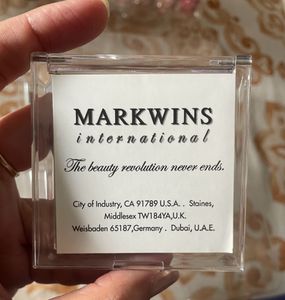 MARKWINS
international
The beauty revolution never ends.
City of Industry, CA 91789 U.S.A. . Staines,
Middlesex TW184YA,U.K.
Weisbaden 65187,Germany . Dubai, U.A.E.